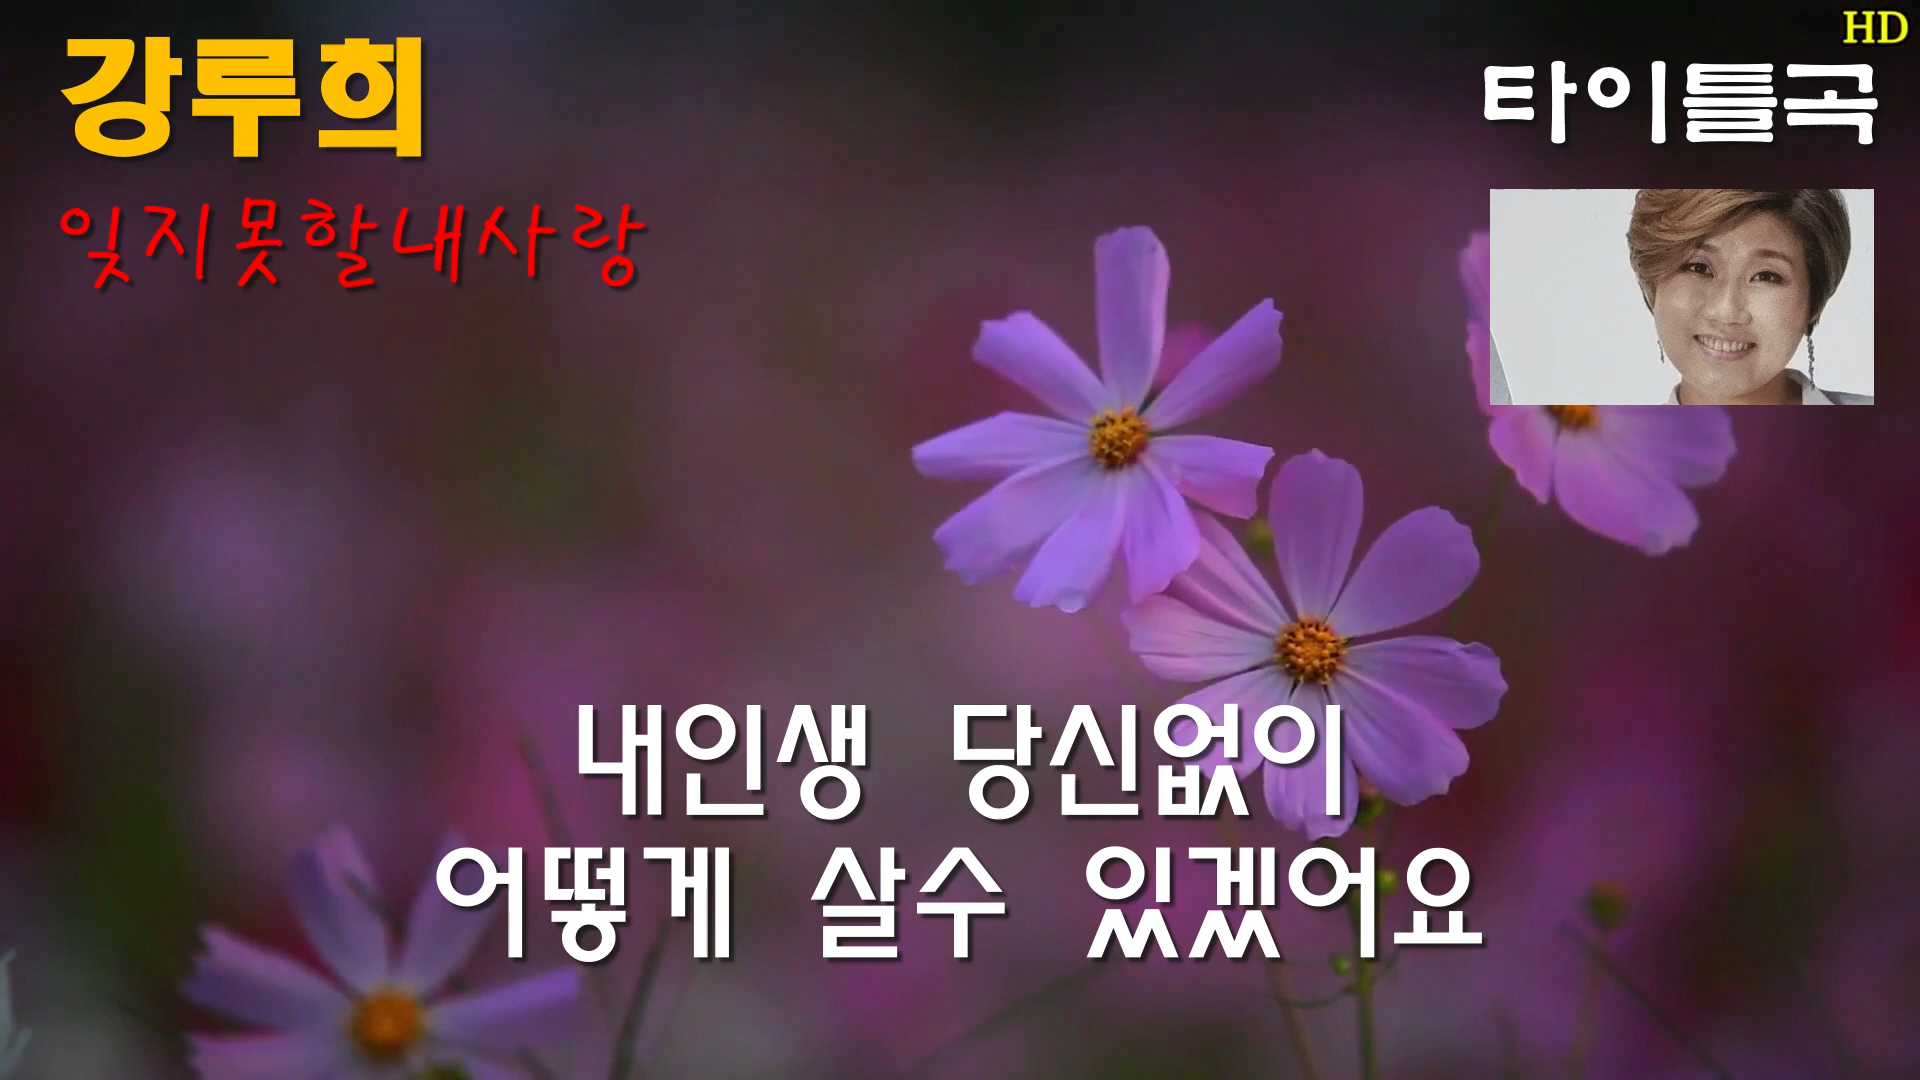 HD
강루희
타이틀곡
잊지못할내사랑
내인생 당신없이
어떻게 살수 있겠어요